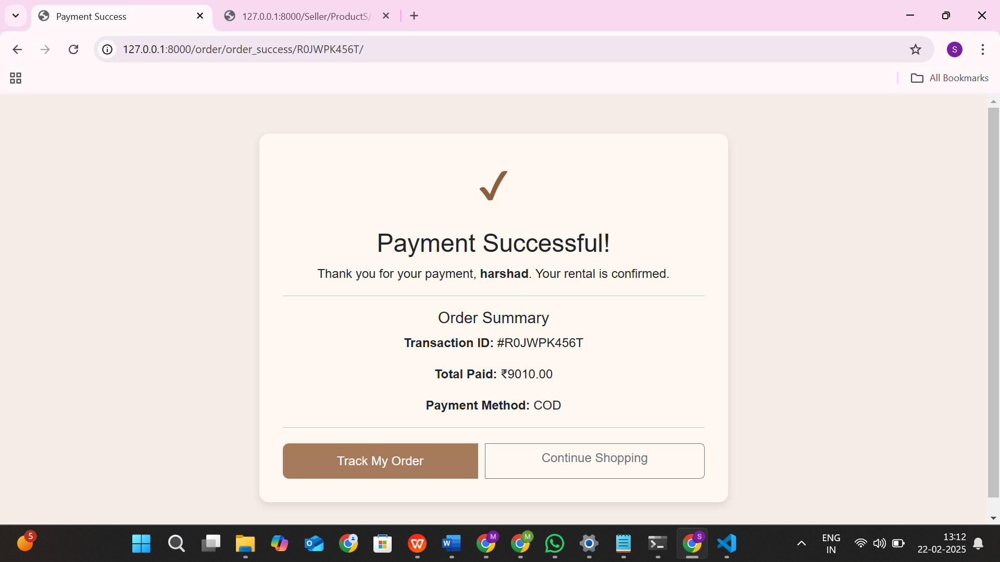 Payment Success
127.0.0.1:8000/Seller/ProductS/
127.0.0.1:8000/order/order_success/R0JWPK456T/
S
All Bookmarks
Payment Successful!
Thank you for your payment, harshad. Your rental is confirmed.
Order Summary
Transaction ID: #R0JWPK456T
Total Paid: ₹9010.00
Payment Method: COD
Track My Order
Continue Shopping
5
M
M
S
ENG
IN
13:12
22-02-2025